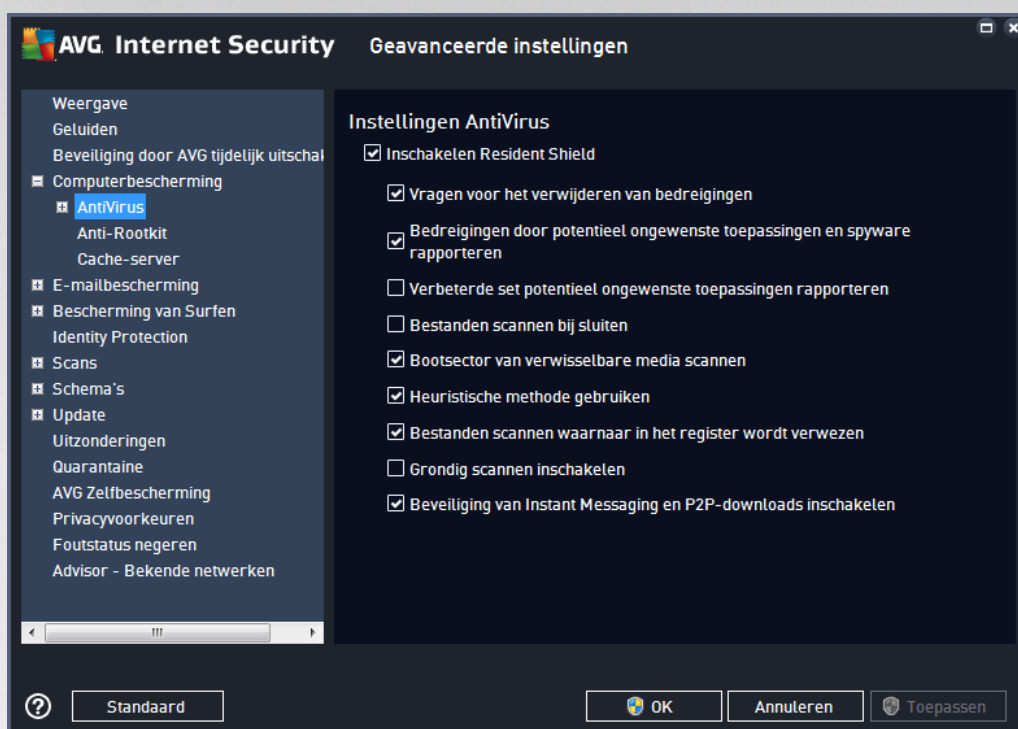 AVG. Internet Security Geavanceerde instellingen
Weergave
Geluiden
Beveiliging door AVG tijdelijk uitschal
Computerbescherming
AntiVirus
Anti-Rootkit
Cache-server
E-mailbescherming
Bescherming van Surfen
Identity Protection
Scans
Schema's
Update
Uitzonderingen
Quarantaine
AVG Zelfbescherming
Privacyvoorkeuren
Foutstatus negeren
Advisor - Bekende netwerken
Instellingen AntiVirus
Inschakelen Resident Shield
Vragen voor het verwijderen van bedreigingen
Bedreigingen door potentieel ongewenste toepassingen en spyware
rapporteren
Verbeterde set potentieel ongewenste toepassingen rapporteren
Bestanden scannen bij sluiten
Bootsector van verwisselbare media scannen
Heuristische methode gebruiken
Bestanden scannen waarnaar in het register wordt verwezen
Grondig scannen inschakelen
Beveiliging van Instant Messaging en P2P-downloads inschakelen
Standaard
OK
Annuleren
Toepassen